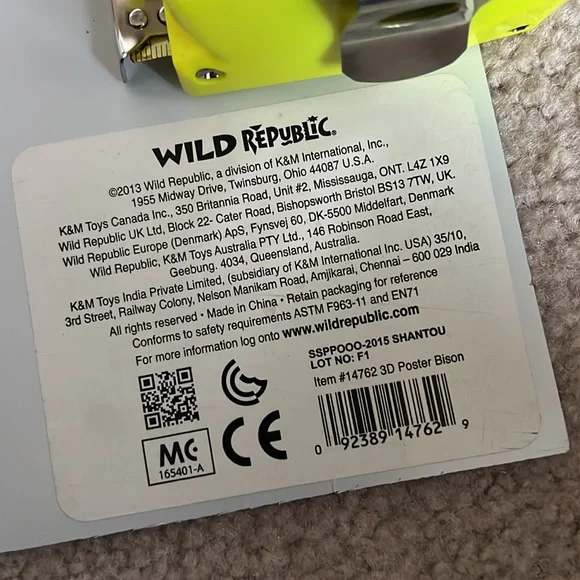 WILD REPUBLIC®
©2013 Wild Republic, a division of K&M International, Inc.,
1955 Midway Drive, Twinsburg, Ohio 44087 U.S.A.
K&M Toys Canada Inc., 350 Britannia Road, Unit #2, Mississauga, ONT. L4Z 1X9
Wild Republic UK Ltd, Block 22- Cater Road, Bishopsworth Bristol BS13 7TW, UK.
Wild Republic Europe (Denmark) ApS, Fynsvej 60, DK-5500 Middelfart, Denmark
Wild Republic, K&M Toys Australia PTY Ltd., 146 Robinson Road East,
Geebung. 4034, Queensland, Australia.
K&M Toys India Private Limited, (subsidiary of K&M International Inc. USA) 35/10,
3rd Street, Railway Colony, Nelson Manikam Road, Amjikarai, Chennai – 600 029 India
All rights reserved • Made in China • Retain packaging for reference
Conforms to safety requirements ASTM F963-11 and EN71
For more information log onto www.wildrepublic.com
SSPPOOO-2015 SHANTOU
LOT NO: F1
Item #14762 3D Poster Bison
MC
165401-A
CE
0 92389 14762 9